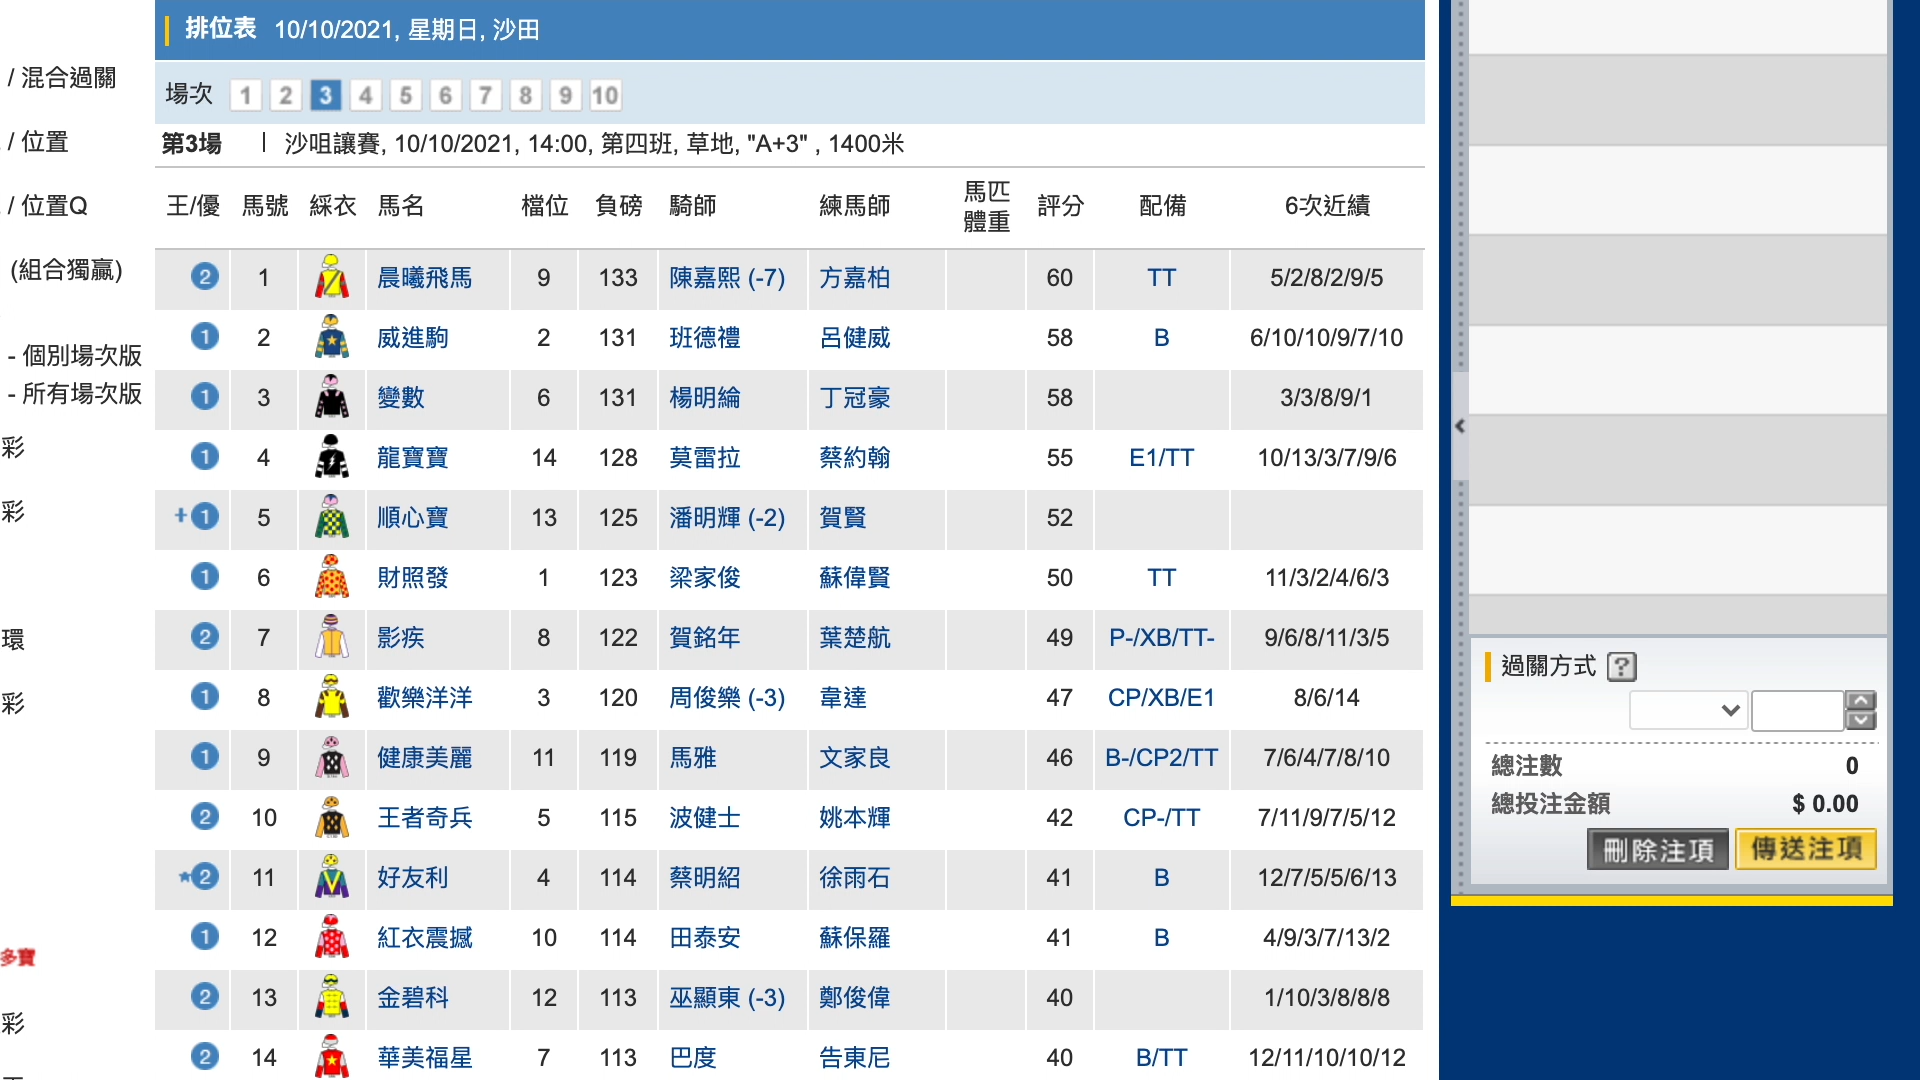 / 混合過關
/ 位置
/ 位置Q
(組合獨贏)
- 個別場次版
- 所有場次版
彩
彩
環
彩
多寶
彩
排位表 10/10/2021, 星期日, 沙田
場次 1 2 3 4 5 6 7 8 9 10
第3場 | 沙咀讓賽, 10/10/2021, 14:00, 第四班, 草地, "A+3" , 1400米
王/優 馬號 綵衣 馬名 檔位 負磅 騎師 練馬師 馬匹體重 評分 配備 6次近績
2 1 晨曦飛馬 9 133 陳嘉熙 (-7) 方嘉柏 60 TT 5/2/8/2/9/5
1 2 威進駒 2 131 班德禮 呂健威 58 B 6/10/10/9/7/10
1 3 變數 6 131 楊明綸 丁冠豪 58 3/3/8/9/1
1 4 龍寶寶 14 128 莫雷拉 蔡約翰 55 E1/TT 10/13/3/7/9/6
+ 1 5 順心寶 13 125 潘明輝 (-2) 賀賢 52
1 6 財照發 1 123 梁家俊 蘇偉賢 50 TT 11/3/2/4/6/3
2 7 影疾 8 122 賀銘年 葉楚航 49 P-/XB/TT- 9/6/8/11/3/5
1 8 歡樂洋洋 3 120 周俊樂 (-3) 韋達 47 CP/XB/E1 8/6/14
1 9 健康美麗 11 119 馬雅 文家良 46 B-/CP2/TT 7/6/4/7/8/10
2 10 王者奇兵 5 115 波健士 姚本輝 42 CP-/TT 7/11/9/7/5/12
★ 2 11 好友利 4 114 蔡明紹 徐雨石 41 B 12/7/5/5/6/13
1 12 紅衣震撼 10 114 田泰安 蘇保羅 41 B 4/9/3/7/13/2
2 13 金碧科 12 113 巫顯東 (-3) 鄭俊偉 40 1/10/3/8/8/8
2 14 華美福星 7 113 巴度 告東尼 40 B/TT 12/11/10/10/12
過關方式 ?
總注數 0
總投注金額 $ 0.00
刪除注項 傳送注項